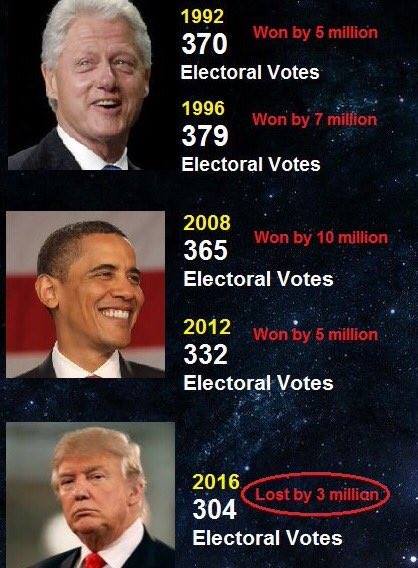 1992
Won by 5 million
370
Electoral Votes
1996
Won by 7 million
379
Electoral Votes
2008
Won by 10 million
365
Electoral Votes
2012
Won by 5 million
332
Electoral Votes
2016
Lost by 3 million
304
Electoral Votes